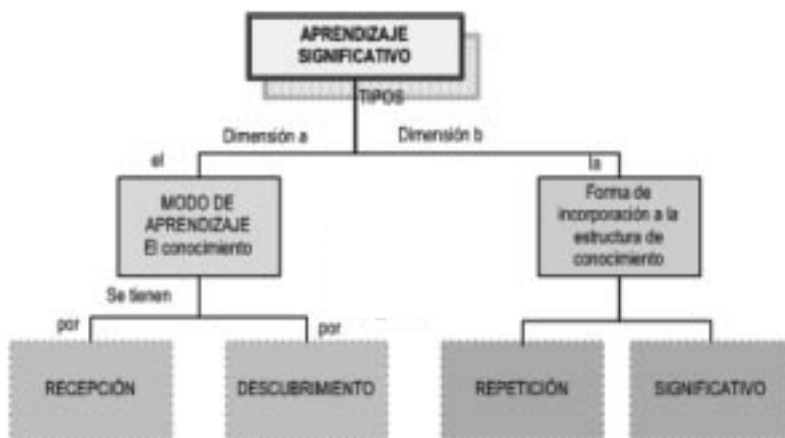 APRENDIZAJE
SIGNIFICATIVO
TIPOS
Dimensión a
Dimensión b
el
la
MODO DE
APRENDIZAJE
El conocimiento
Forma de
incorporación a la
estructura de
conocimiento
Se tienen
por
por
RECEPCIÓN
DESCUBRIMIENTO
REPETICIÓN
SIGNIFICATIVO